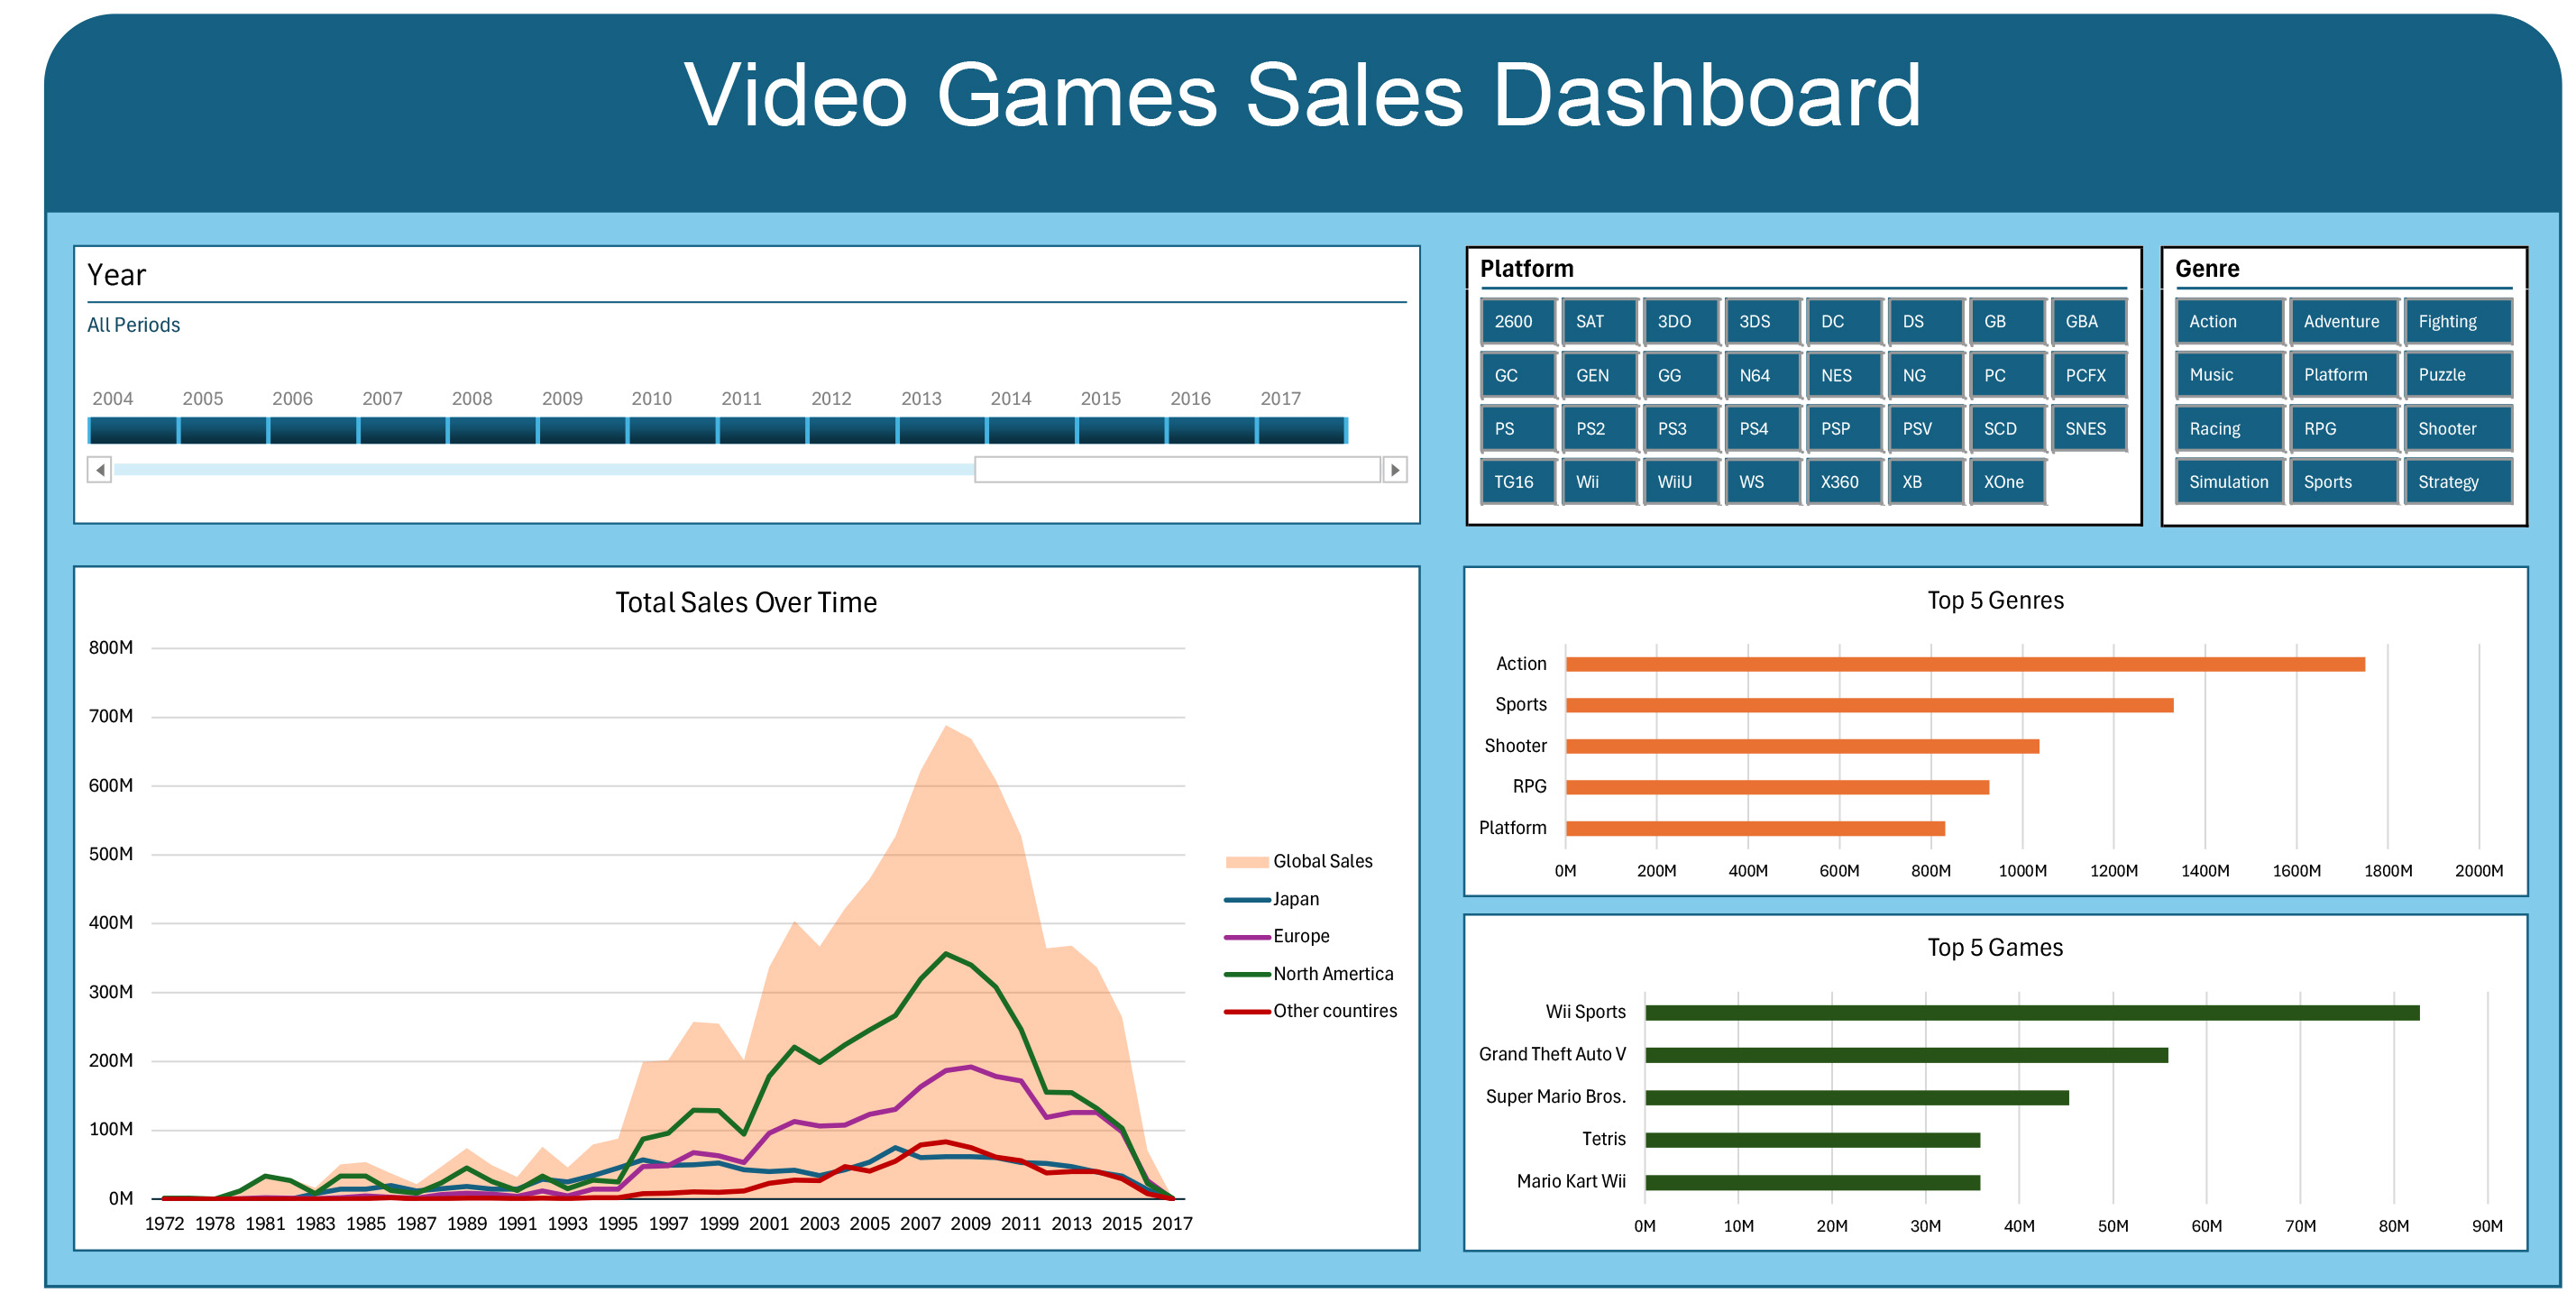 Video Games Sales Dashboard
Year
All Periods
2004 2005 2006 2007 2008 2009 2010 2011 2012 2013 2014 2015 2016 2017
Platform
2600 SAT 3DO 3DS DC DS GB GBA
GC GEN GG N64 NES NG PC PCFX
PS PS2 PS3 PS4 PSP PSV SCD SNES
TG16 Wii WiiU WS X360 XB XOne
Genre
Action Adventure Fighting
Music Platform Puzzle
Racing RPG Shooter
Simulation Sports Strategy
Total Sales Over Time
800M
700M
600M
500M
400M
300M
200M
100M
0M
1972 1978 1981 1983 1985 1987 1989 1991 1993 1995 1997 1999 2001 2003 2005 2007 2009 2011 2013 2015 2017
Global Sales
Japan
Europe
North Amertica
Other countires
Top 5 Genres
Action
Sports
Shooter
RPG
Platform
0M 200M 400M 600M 800M 1000M 1200M 1400M 1600M 1800M 2000M
Top 5 Games
Wii Sports
Grand Theft Auto V
Super Mario Bros.
Tetris
Mario Kart Wii
0M 10M 20M 30M 40M 50M 60M 70M 80M 90M